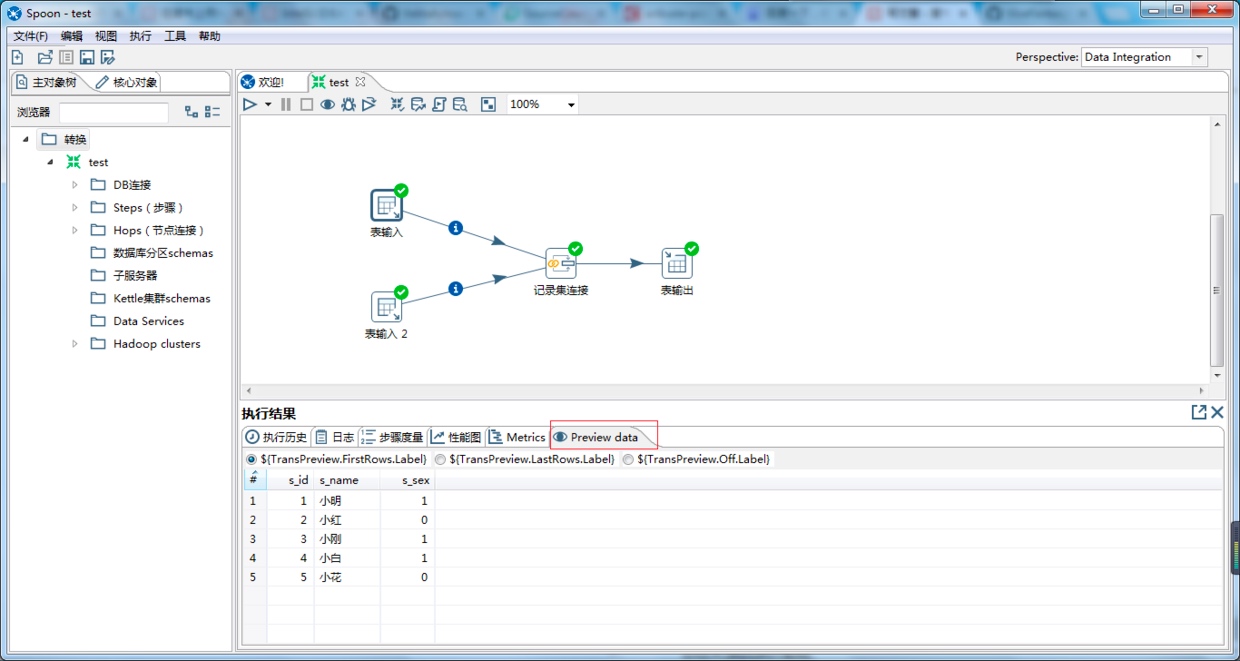 Spoon - test
文件(F) 编辑 视图 执行 工具 帮助
Perspective: Data Integration
主对象树 核心对象 欢迎! test
浏览器 100%
转换
test
DB连接
Steps ( 步骤 )
Hops ( 节点连接 )
数据库分区schemas
子服务器
Kettle集群schemas
Data Services
Hadoop clusters
表输入
记录集连接 表输出
表输入 2
执行结果
执行历史 日志 步骤度量 性能图 Metrics Preview data
${TransPreview.FirstRows.Label} ${TransPreview.LastRows.Label} ${TransPreview.Off.Label}
# s_id s_name s_sex
1 1 小明 1
2 2 小红 0
3 3 小刚 1
4 4 小白 1
5 5 小花 0